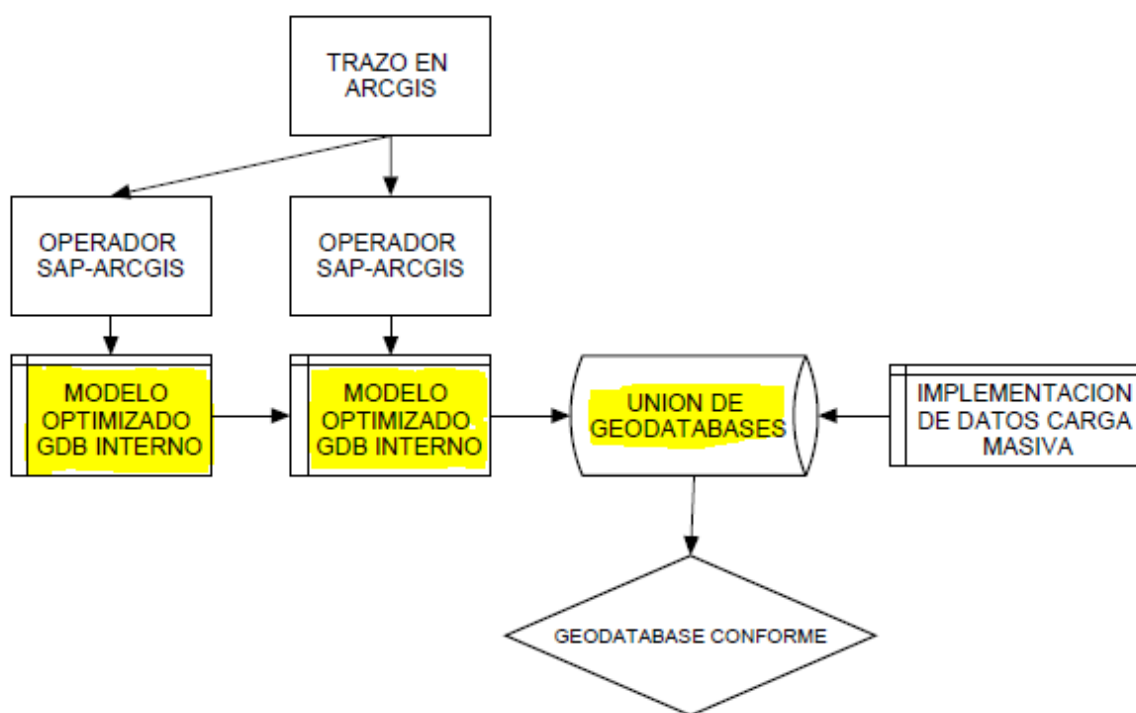 TRAZO EN
ARCGIS
OPERADOR
SAP-ARCGIS
OPERADOR
SAP-ARCGIS
MODELO
OPTIMIZADO
GDB INTERNO
MODELO
OPTIMIZADO
GDB INTERNO
UNION DE
GEODATABASES
IMPLEMENTACION
DE DATOS CARGA
MASIVA
GEODATABASE CONFORME